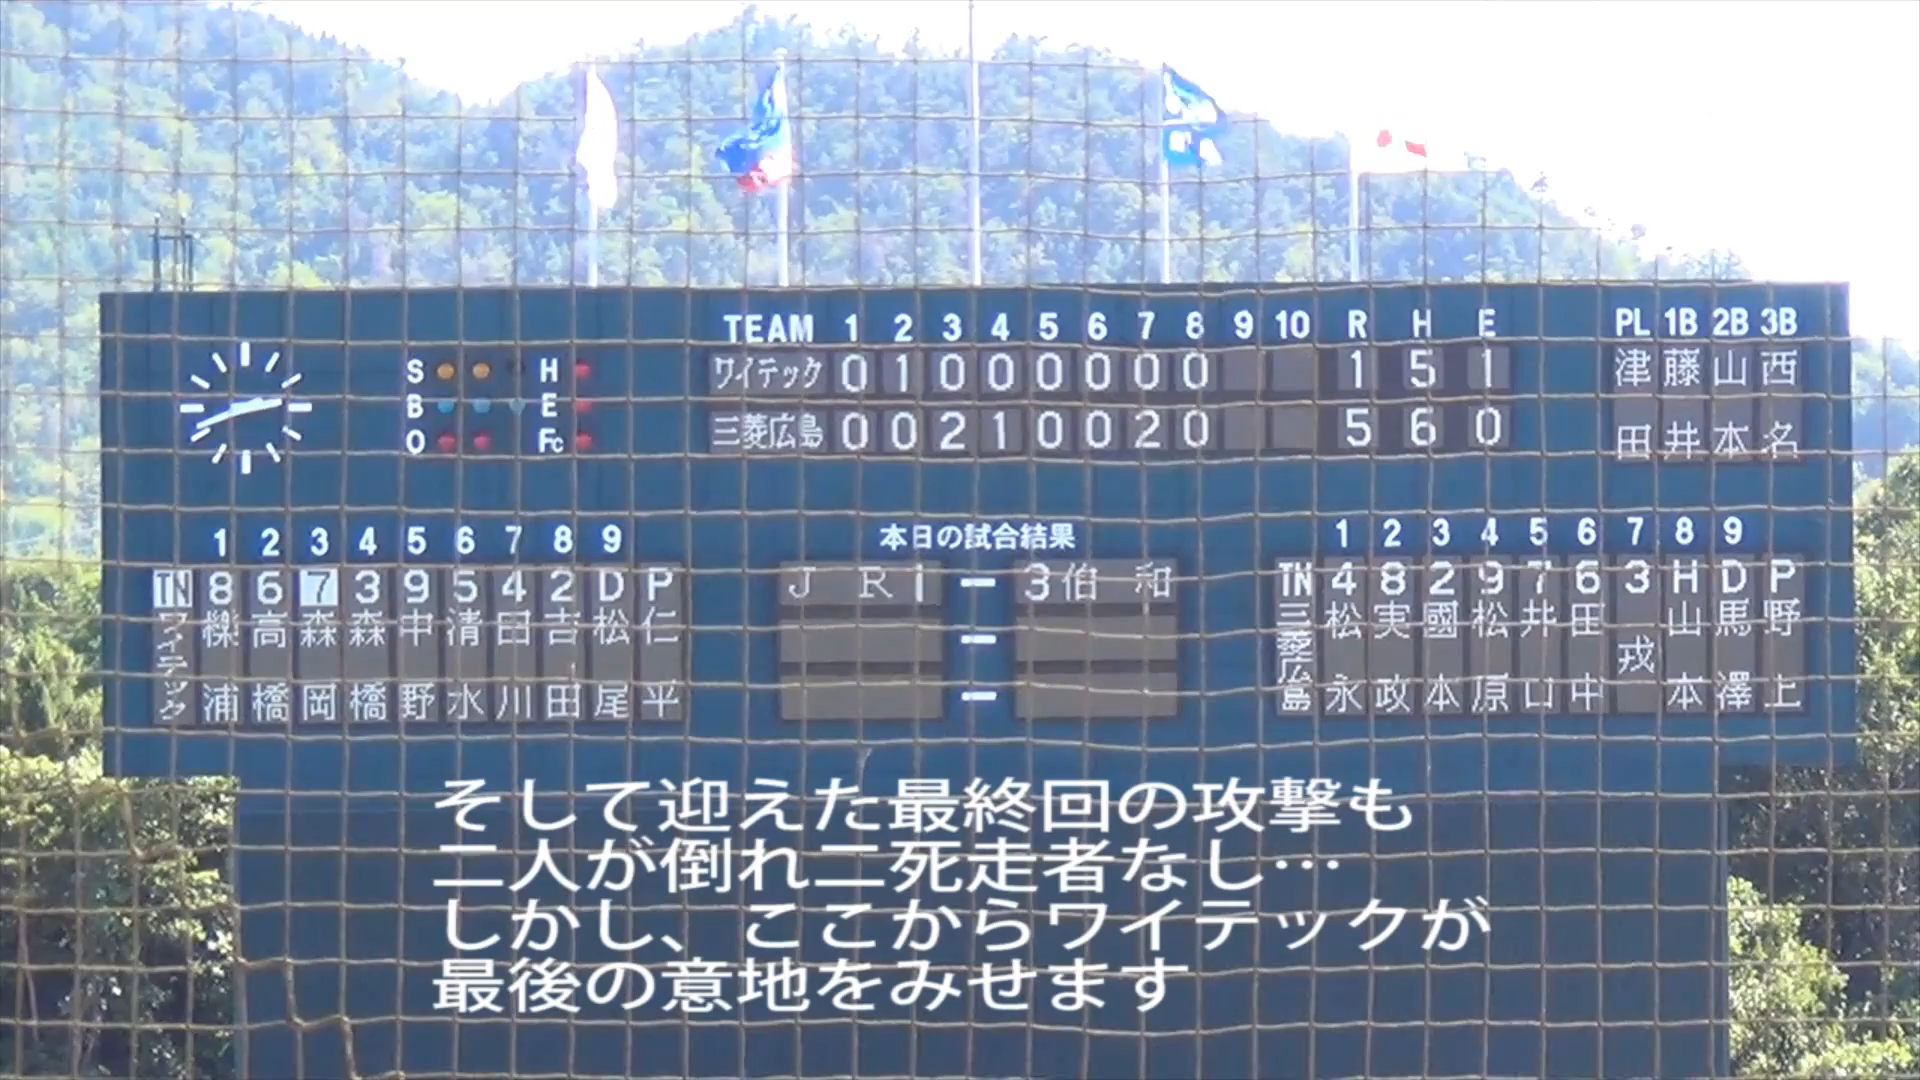 TEAM 1 2 3 4 5 6 7 8 9 10 R H E
ワイテック 0 1 0 0 0 0 0 0 1 5 1
三菱広島 0 0 2 1 0 0 2 0 5 6 0
S H
B E
O Fc
PL 1B 2B 3B
津田 藤井 山本 西名
1 2 3 4 5 6 7 8 9
TN 8 6 7 3 9 5 4 2 D P
ワイテック 櫟浦 高橋 森岡 森橋 中野 清水 田川 吉田 松尾 仁平
本日の試合結果
J R 1 - 3 伯 和
-
-
1 2 3 4 5 6 7 8 9
TN 4 8 2 9 7 6 3 H D P
三菱広島 松永 実政 國本 松原 井口 田中 戎 山本 馬澤 野上
そして迎えた最終回の攻撃も
二人が倒れ二死走者なし…
しかし、ここからワイテックが
最後の意地をみせます